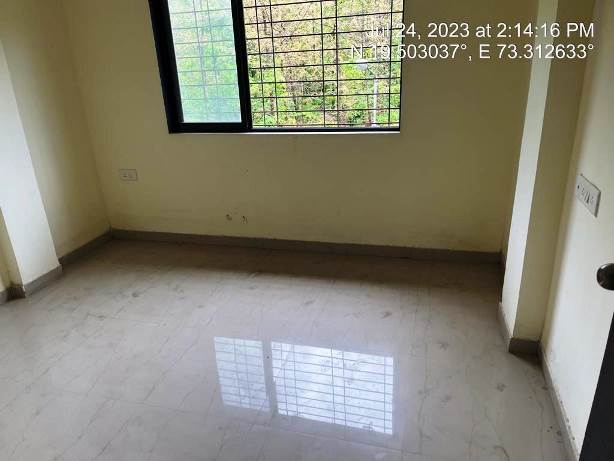 Jul 24, 2023 at 2:14:16 PM
N 19.503037°, E 73.312633°